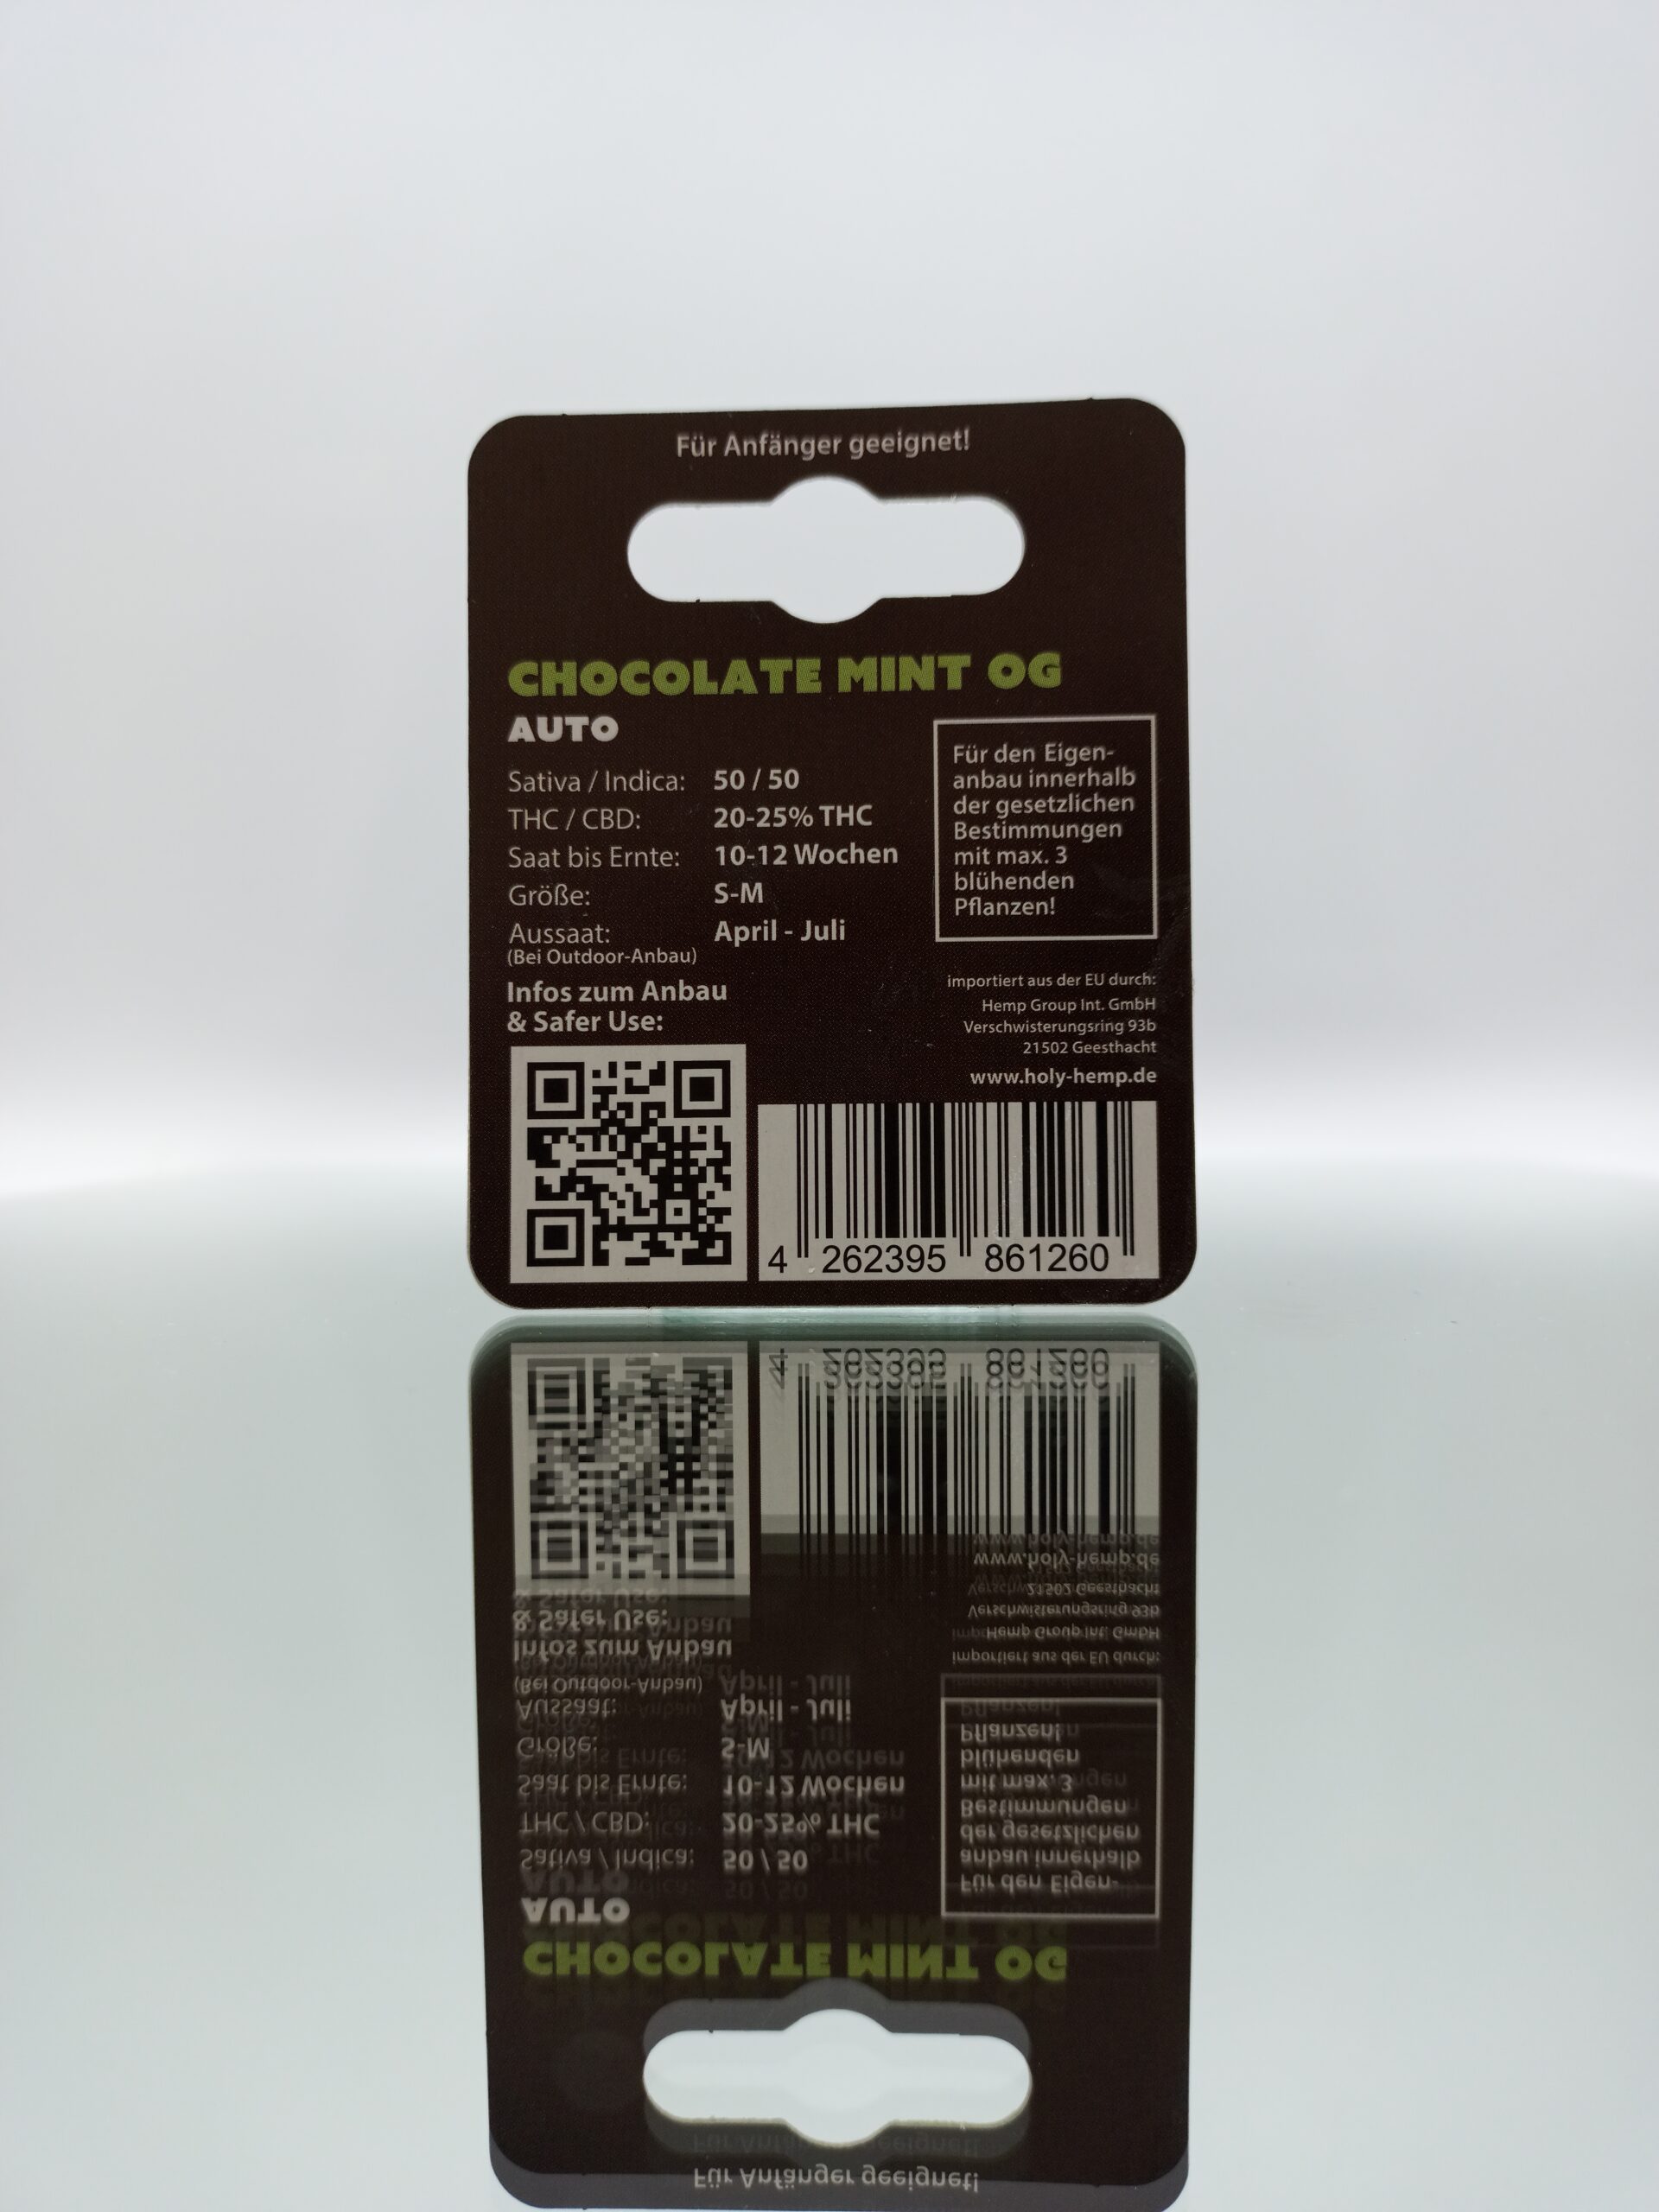 Für Anfänger geeignet!
CHOCOLATE MINT OG
AUTO
Sativa / Indica: 50 / 50
THC / CBD: 20-25% THC
Saat bis Ernte: 10-12 Wochen
Größe: S-M
Aussaat: April - Juli
(Bei Outdoor-Anbau)
Für den Eigen-
anbau innerhalb
der gesetzlichen
Bestimmungen
mit max. 3
blühenden
Pflanzen!
Infos zum Anbau
& Safer Use:
importiert aus der EU durch:
Hemp Group Int. GmbH
Verschwisterungsring 93b
21502 Geesthacht
www.holy-hemp.de
4 262395 861260